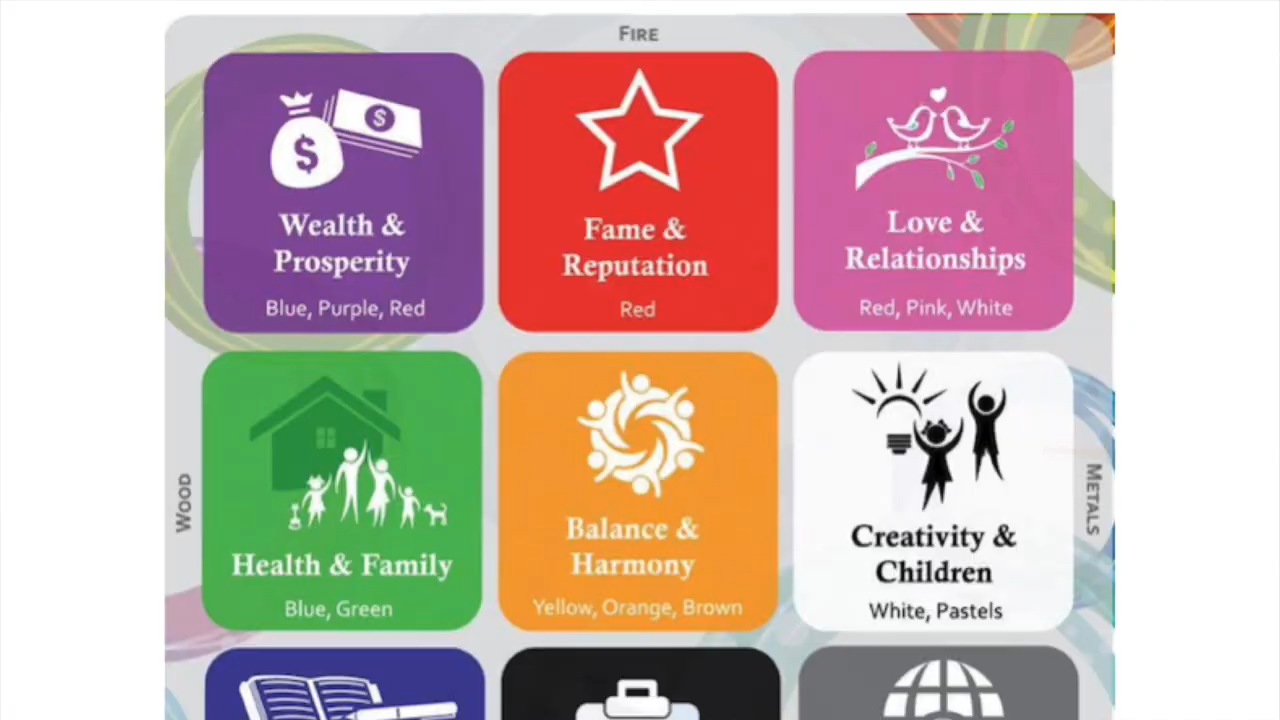 FIRE
Wealth &
Prosperity
Blue, Purple, Red
Fame &
Reputation
Red
Love &
Relationships
Red, Pink, White
WOOD
Health & Family
Blue, Green
Balance &
Harmony
Yellow, Orange, Brown
Creativity &
Children
White, Pastels
METALS
$
$